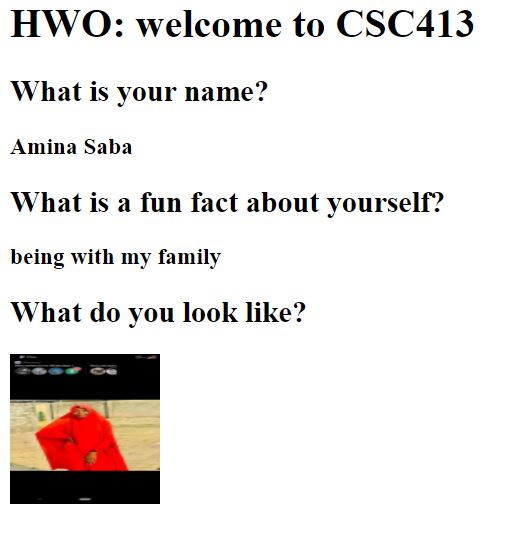 HWO: welcome to CSC413
What is your name?
Amina Saba
What is a fun fact about yourself?
being with my family
What do you look like?